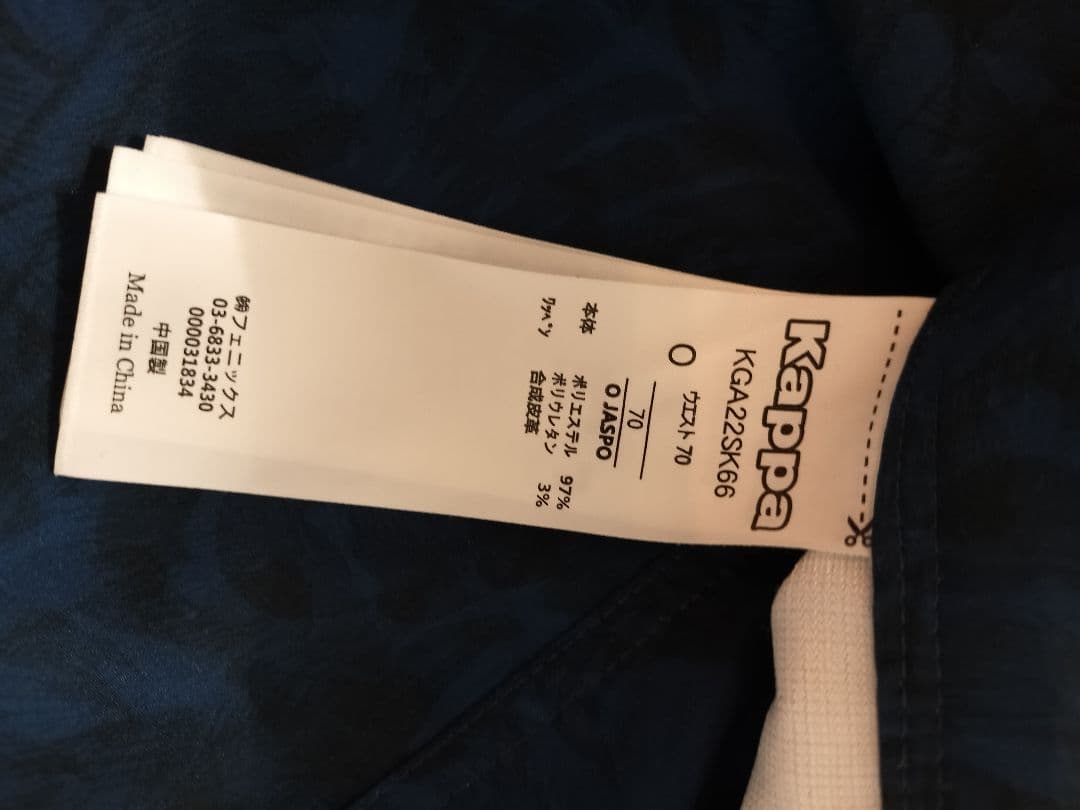 Kappa
KGA22SK66
O ウエスト 70
70
O JASPO
本体 ポリエステル 97%
ポリウレタン 3%
ワッペン 合成皮革
㈱フェニックス
03-6833-3430
000031834
中国製
Made in China